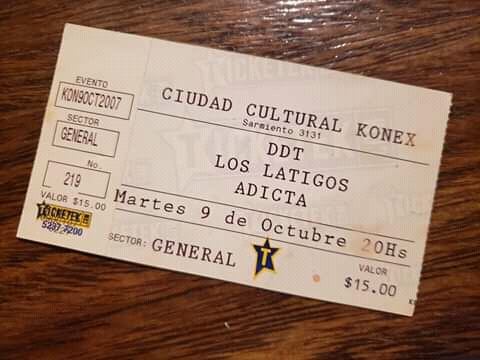 EVENTO
KON9OCT2007
SECTOR
GENERAL
No.
219
VALOR $15.00
TICKETEK
5237-7200
TICKETEK
CIUDAD CULTURAL KONEX
Sarmiento 3131
DDT
LOS LATIGOS
ADICTA
Martes 9 de Octubre 20Hs
SECTOR: GENERAL
T
VALOR
$15.00